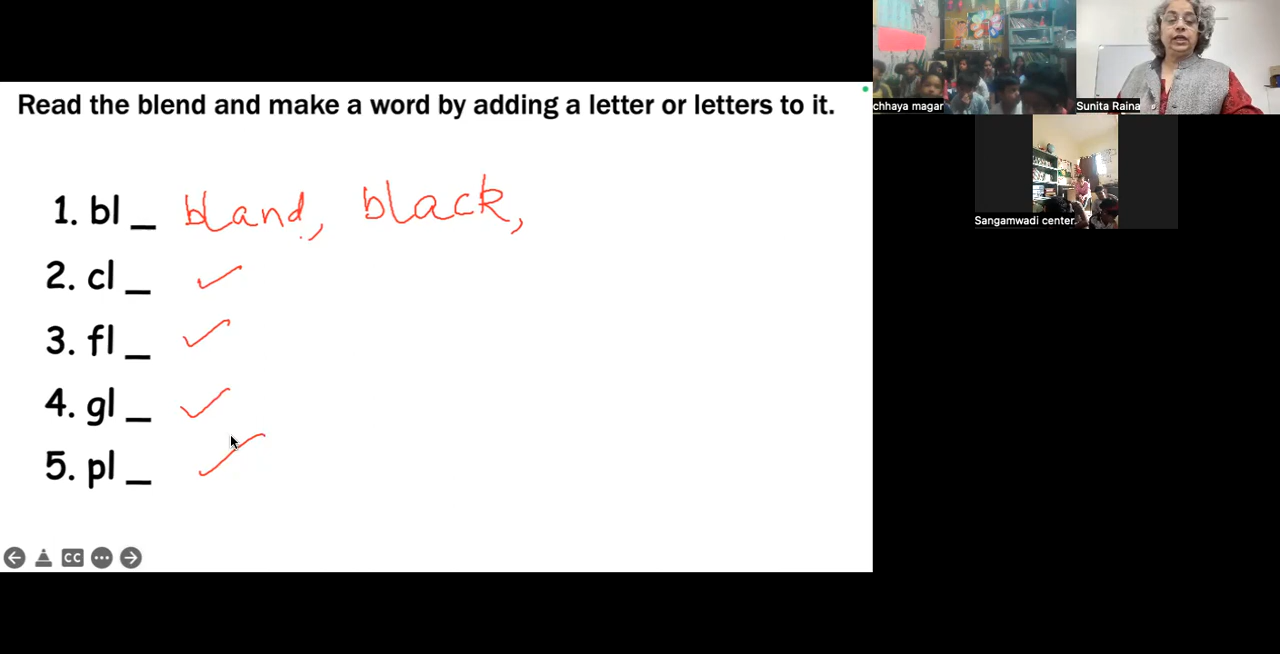 Read the blend and make a word by adding a letter or letters to it.
1. bl _ bland, black,
2. cl _
3. fl _
4. gl _
5. pl _
CC
chhaya magar
Sunita Raina
Sangamwadi center.